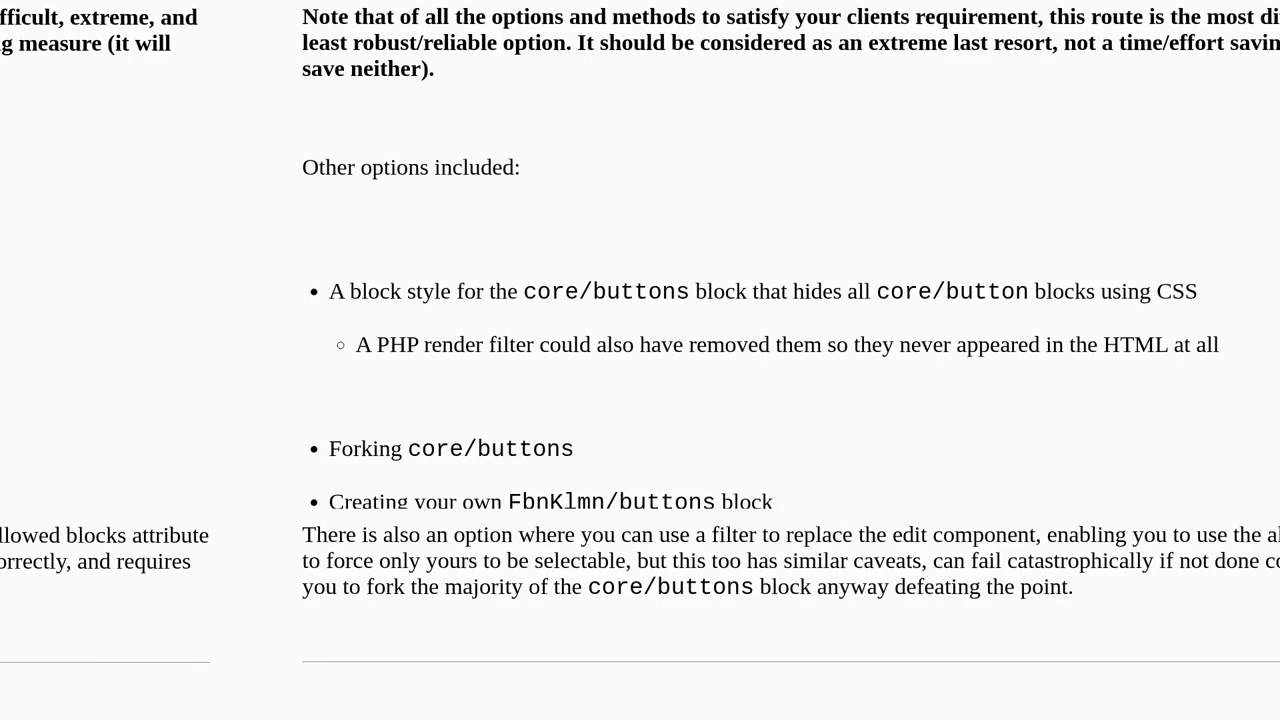 fficult, extreme, and
g measure (it will
llowed blocks attribute
orrectly, and requires
Note that of all the options and methods to satisfy your clients requirement, this route is the most di
least robust/reliable option. It should be considered as an extreme last resort, not a time/effort savin
save neither).
Other options included:
• A block style for the core/buttons block that hides all core/button blocks using CSS
◦ A PHP render filter could also have removed them so they never appeared in the HTML at all
• Forking core/buttons
• Creating your own FbnKlmn/buttons block
There is also an option where you can use a filter to replace the edit component, enabling you to use the al
to force only yours to be selectable, but this too has similar caveats, can fail catastrophically if not done co
you to fork the majority of the core/buttons block anyway defeating the point.